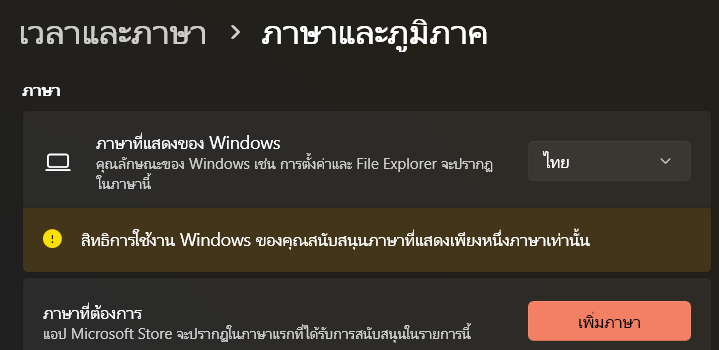 เวลาและภาษา > ภาษาและภูมิภาค
ภาษา
ภาษาที่แสดงของ Windows
คุณลักษณะของ Windows เช่น การตั้งค่าและ File Explorer จะปรากฏ
ในภาษานี้
ไทย
สิทธิการใช้งาน Windows ของคุณสนับสนุนภาษาที่แสดงเพียงหนึ่งภาษาเท่านั้น
ภาษาที่ต้องการ
แอป Microsoft Store จะปรากฏในภาษาแรกที่ได้รับการสนับสนุนในรายการนี้
เพิ่มภาษา